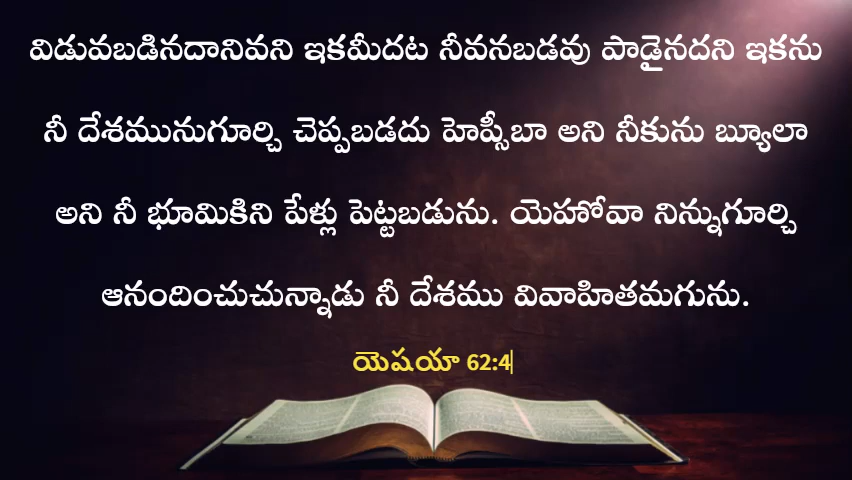 విడువబడినదానివని ఇకమీదట నీవనబడవు పాడైనదని ఇకను
నీ దేశమునుగూర్చి చెప్పబడదు హెప్సీబా అని నీకును బ్యూలా
అని నీ భూమికిని పేళ్లు పెట్టబడును. యెహోవా నిన్నుగూర్చి
ఆనందించుచున్నాడు నీ దేశము వివాహితమగును.
యెషయా 62:4